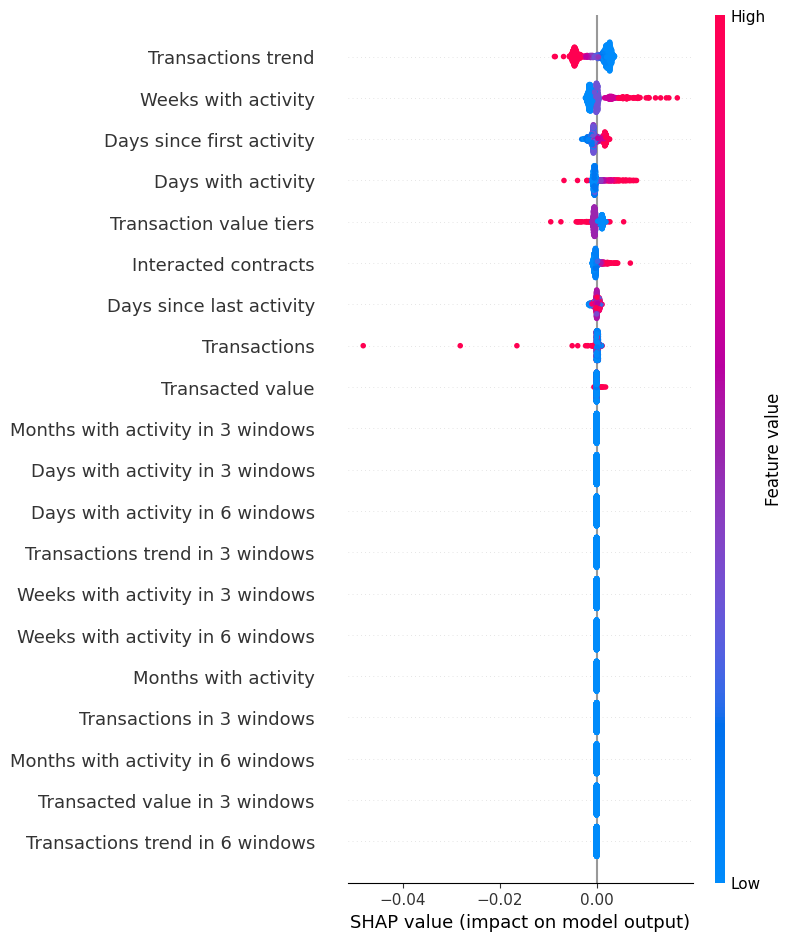 High
Transactions trend
Weeks with activity
Days since first activity
Days with activity
Transaction value tiers
Interacted contracts
Days since last activity
Transactions
Transacted value
Months with activity in 3 windows
Days with activity in 3 windows
Days with activity in 6 windows
Transactions trend in 3 windows
Weeks with activity in 3 windows
Weeks with activity in 6 windows
Months with activity
Transactions in 3 windows
Months with activity in 6 windows
Transacted value in 3 windows
Transactions trend in 6 windows
Feature value
Low
−0.04 −0.02 0.00
SHAP value (impact on model output)